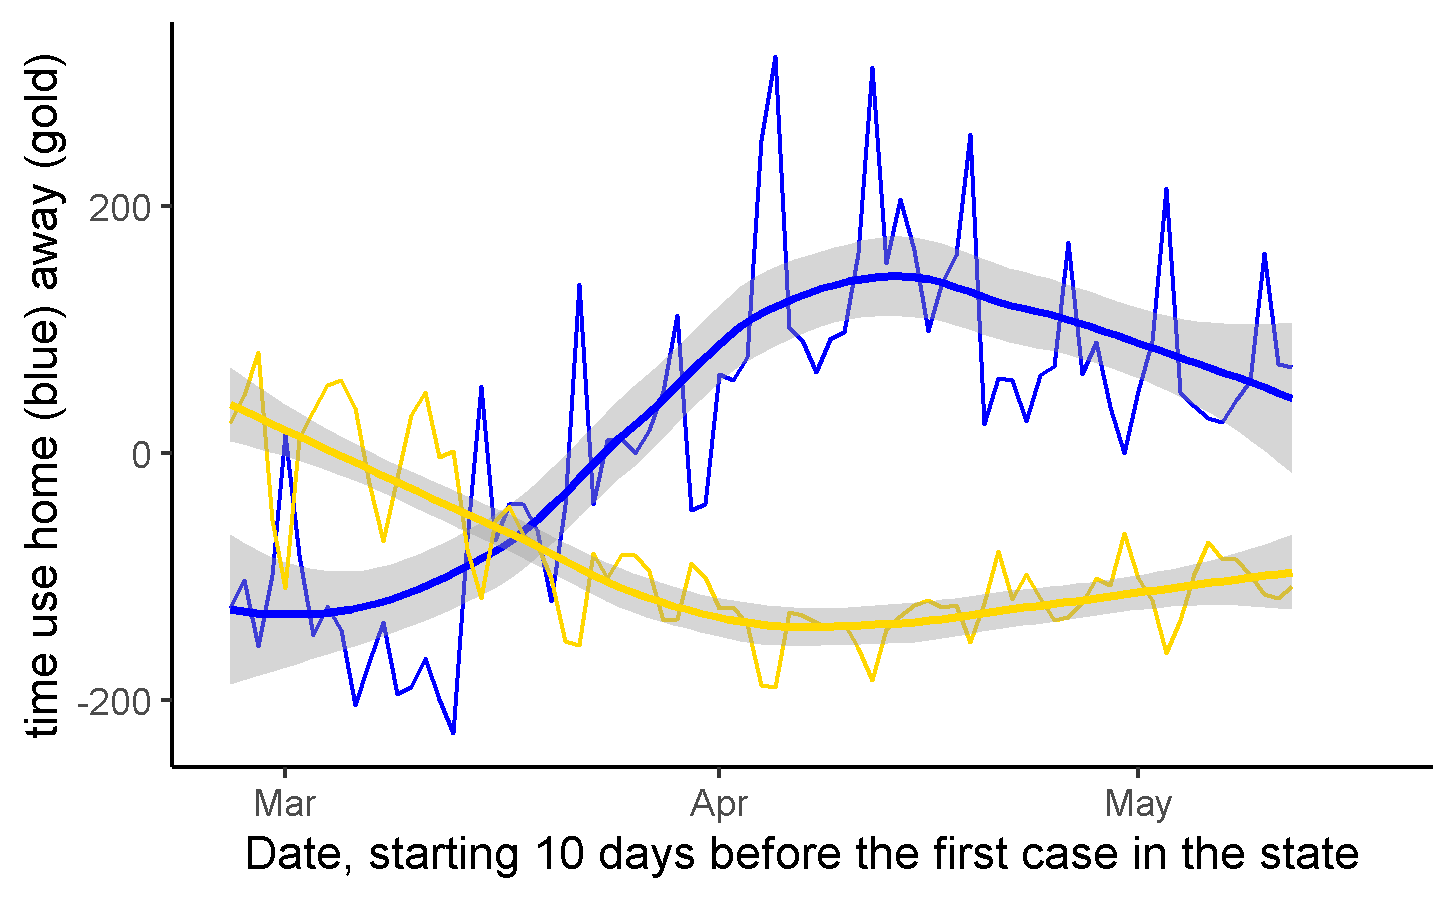 time use home (blue) away (gold)
200
0
-200
Mar
Apr
May
Date, starting 10 days before the first case in the state